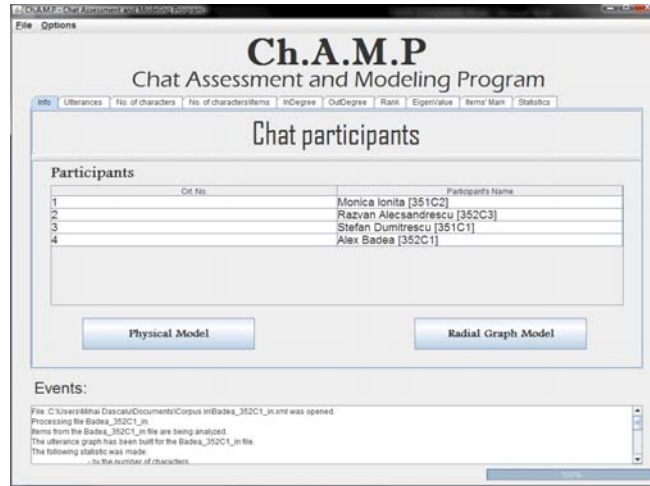 Ch.A.M.P - Chat Assessment and Modeling Program
File Options
Ch.A.M.P
Chat Assessment and Modeling Program
Info Utterances No. of characters No. of characters/items InDegree OutDegree Rank EigenValue Items' Mark Statistics
Chat participants
Participants
Crt. No. Participant's Name
1 Monica Ionita [351C2]
2 Razvan Alecsandrescu [352C3]
3 Stefan Dumitrescu [351C1]
4 Alex Badea [352C1]
Physical Model Radial Graph Model
Events:
File :C:\Users\Mihai Dascalu\Documents\Corpus in\Badea_352C1_in.xml was opened.
Processing file Badea_352C1_in.
Items from the Badea_352C1_in file are being analyzed.
The utterance graph has been built for the Badea_352C1_in file.
The following statistic was made:
- by the number of characters
100%